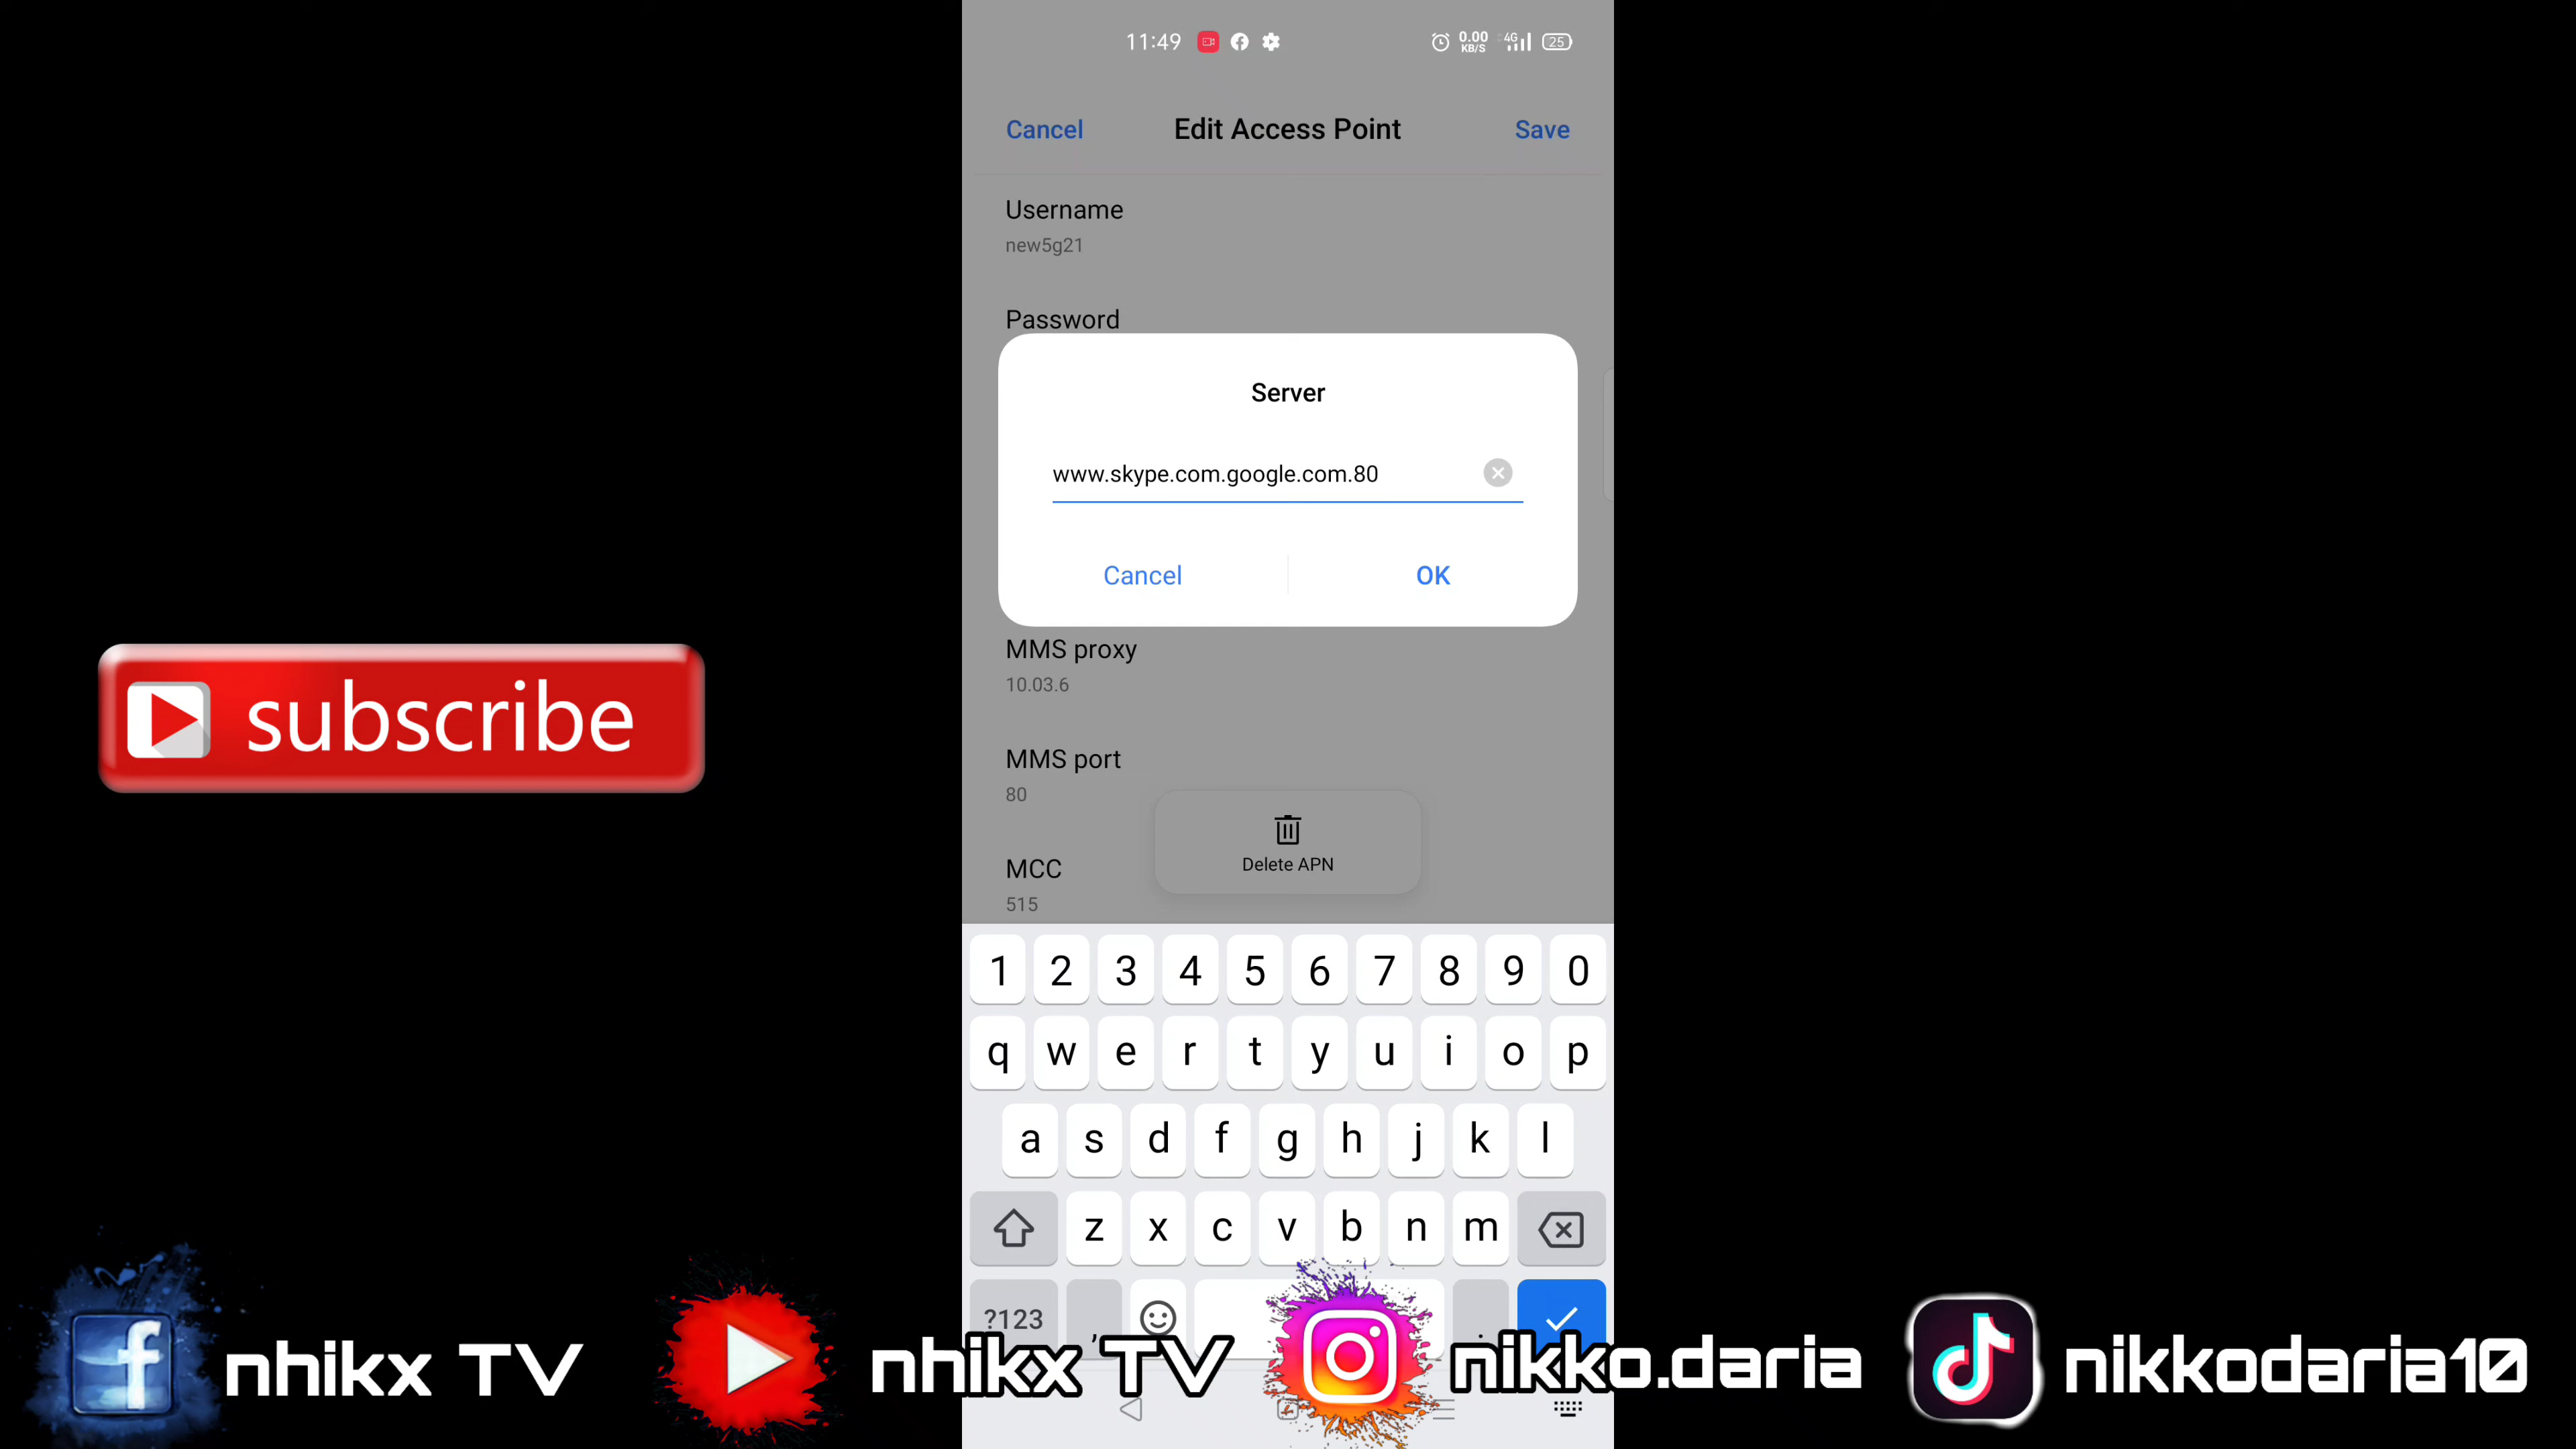 11:49 0.00 KB/S 4G 25
Cancel Edit Access Point Save
Username
new5g21
Password
Server
www.skype.com.google.com.80
Cancel OK
MMS proxy
10.03.6
MMS port
80
Delete APN
MCC
515
subscribe
1 2 3 4 5 6 7 8 9 0
q w e r t y u i o p
a s d f g h j k l
z x c v b n m
?123 , .
nhikx TV nhikx TV nikko.daria nikkodaria10